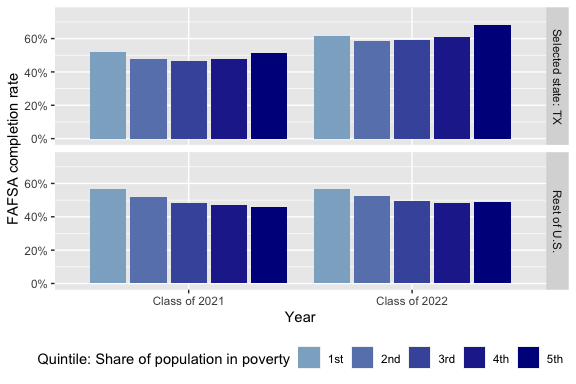 FAFSA completion rate
60%
40%
20%
0%
Selected state: TX
60%
40%
20%
0%
Rest of U.S.
Class of 2021
Class of 2022
Year
Quintile: Share of population in poverty
1st
2nd
3rd
4th
5th